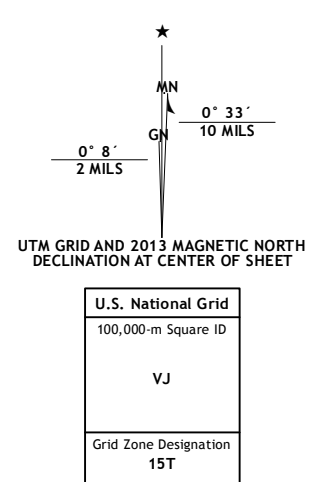 MN
0° 33´
10 MILS
GN
0° 8´
2 MILS
UTM GRID AND 2013 MAGNETIC NORTH
DECLINATION AT CENTER OF SHEET
U.S. National Grid
100,000-m Square ID
VJ
Grid Zone Designation
15T